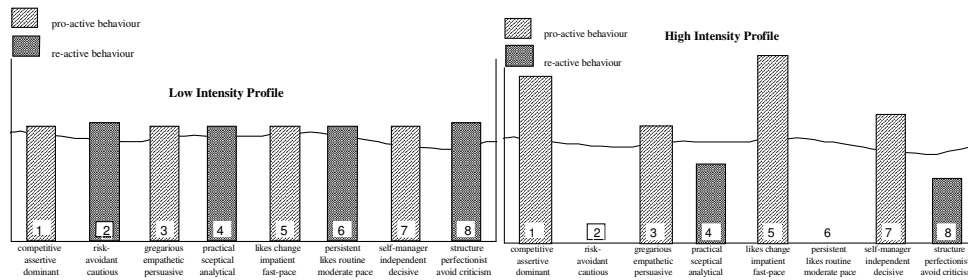 pro-active behaviour
re-active behaviour
Low Intensity Profile
1 2 3 4 5 6 7 8
competitive risk- gregarious practical likes change persistent self-manager structure
assertive avoidant empathetic sceptical impatient likes routine independent perfectionist
dominant cautious persuasive analytical fast-pace moderate pace decisive avoid criticism
pro-active behaviour
High Intensity Profile
re-active behaviour
1 2 3 4 5 6 7 8
competitive risk- gregarious practical likes change persistent self-manager structure
assertive avoidant empathetic sceptical impatient likes routine independent perfectionist
dominant cautious persuasive analytical fast-pace moderate pace decisive avoid criticis